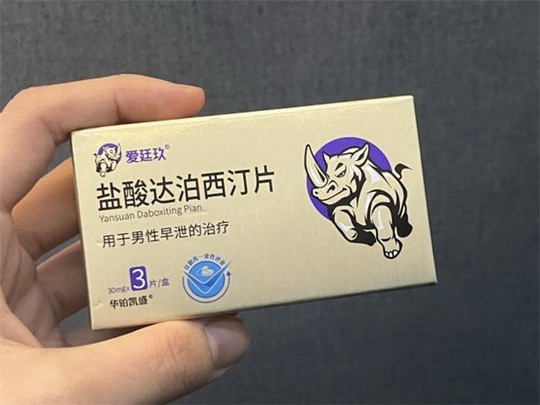 爱廷玖®
盐酸达泊西汀片
Yansuan Daboxiting Pian
用于男性早泄的治疗
30mg×3片/盒
华铂凯盛®